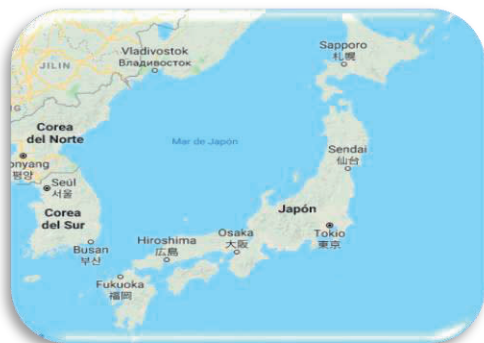 Sapporo
札幌
Vladivostok
Владивосток
JILIN
Corea
del Norte
Mar de Japón
Sendai
仙台
onyang
평양
Seúl
서울
Corea
del Sur
Japón
Tokio
東京
Osaka
大阪
Hiroshima
広島
Busan
부산
Fukuoka
福岡